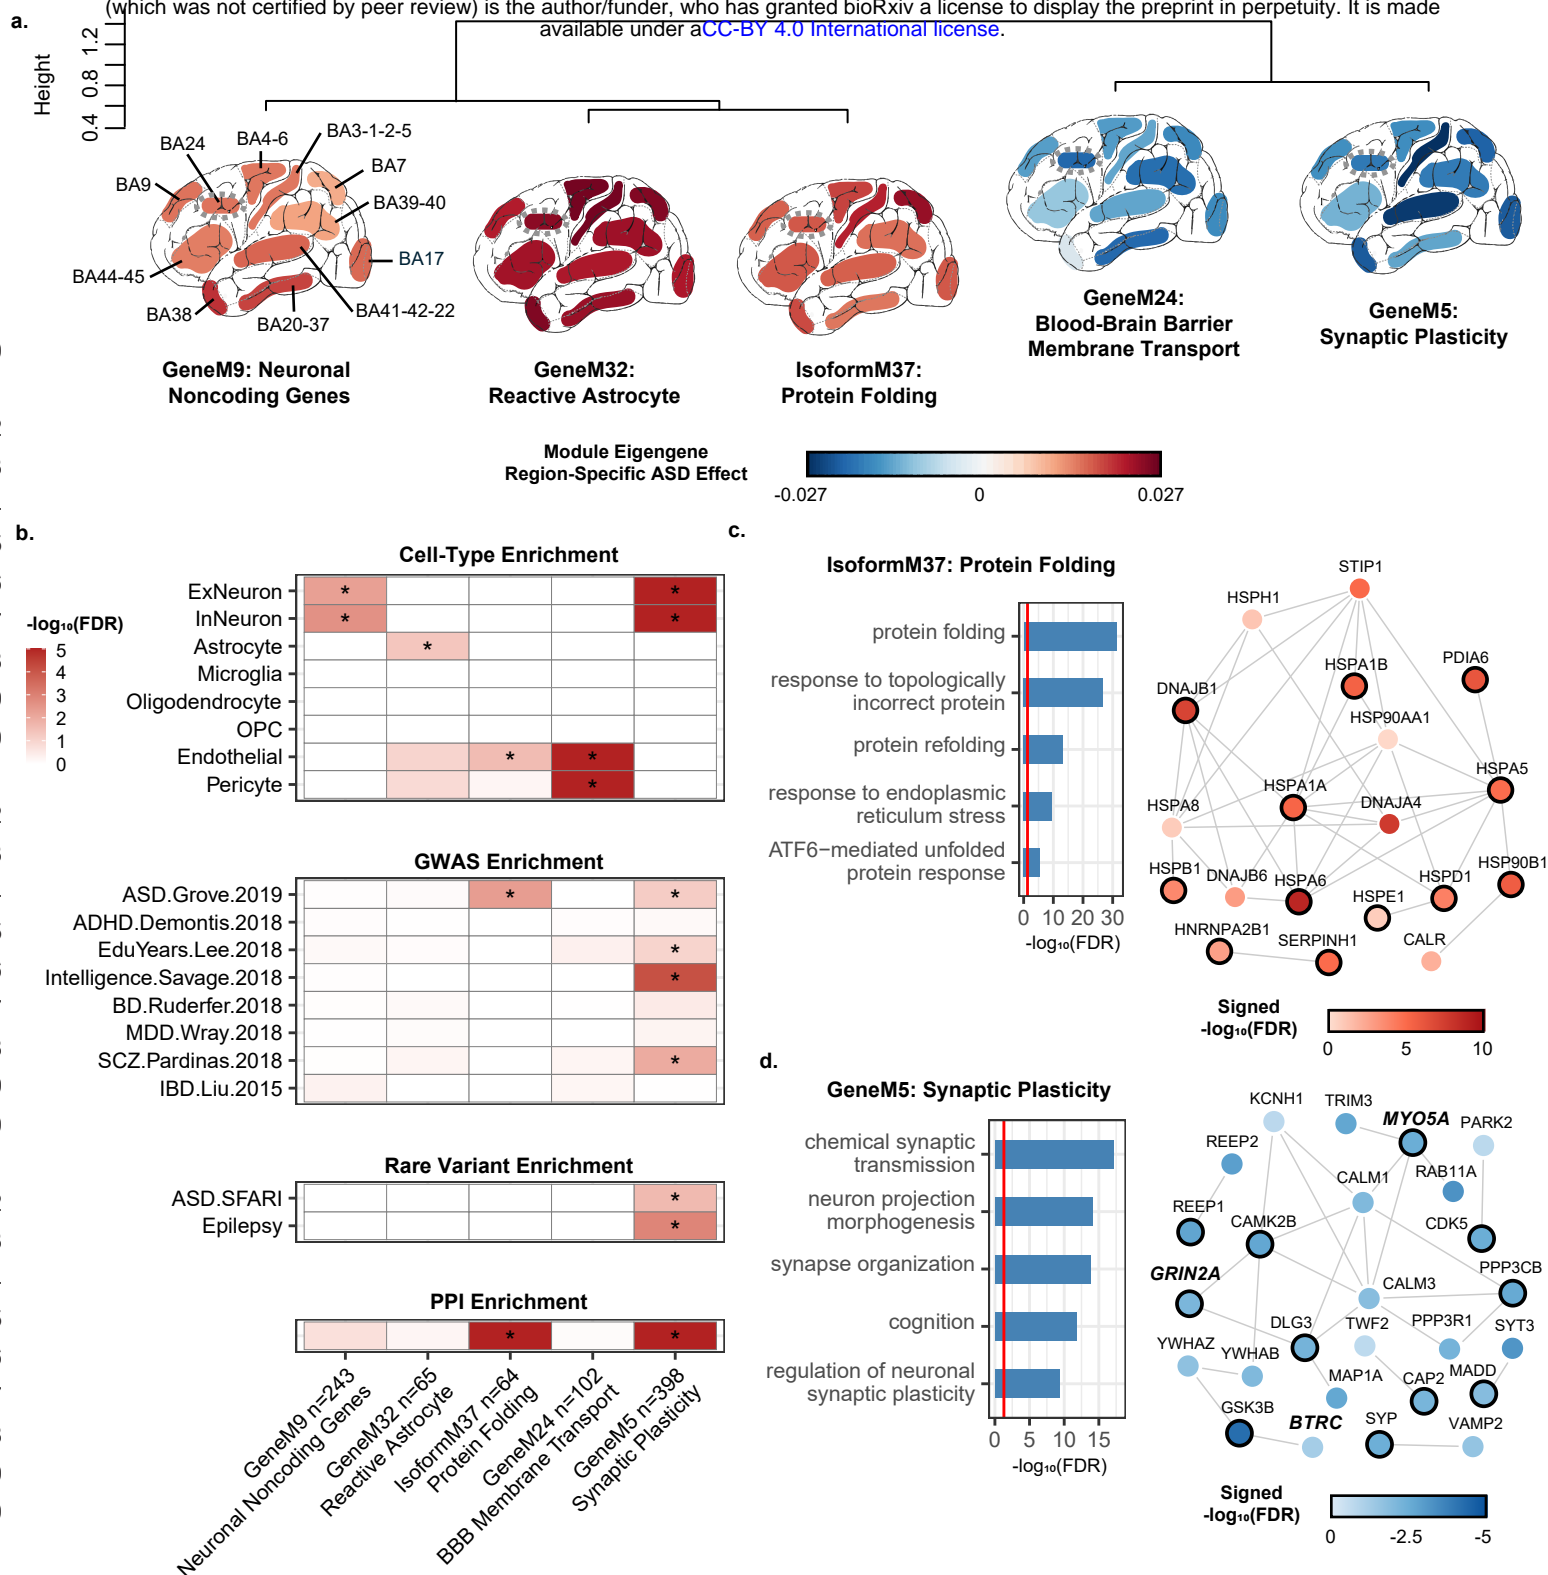 (which was not certified by peer review) is the author/funder, who has granted bioRxiv a license to display the preprint in perpetuity. It is made
available under aCC-BY 4.0 International license.
a.
Height
0.4 0.8 1.2
BA24
BA4-6
BA3-1-2-5
BA7
BA9
BA39-40
BA17
BA44-45
BA38
BA20-37
BA41-42-22
GeneM9: Neuronal
Noncoding Genes
GeneM32:
Reactive Astrocyte
IsoformM37:
Protein Folding
GeneM24:
Blood-Brain Barrier
Membrane Transport
GeneM5:
Synaptic Plasticity
Module Eigengene
Region-Specific ASD Effect
-0.027 0 0.027
b.
Cell-Type Enrichment
-log₁₀(FDR)
5
4
3
2
1
0
ExNeuron * *
InNeuron * *
Astrocyte *
Microglia
Oligodendrocyte
OPC
Endothelial * *
Pericyte *
GWAS Enrichment
ASD.Grove.2019 * *
ADHD.Demontis.2018
EduYears.Lee.2018 *
Intelligence.Savage.2018 *
BD.Ruderfer.2018
MDD.Wray.2018
SCZ.Pardinas.2018 *
IBD.Liu.2015
Rare Variant Enrichment
ASD.SFARI *
Epilepsy *
PPI Enrichment
* *
GeneM9 n=243
Neuronal Noncoding Genes
GeneM32 n=65
Reactive Astrocyte
IsoformM37 n=64
Protein Folding
GeneM24 n=102
BBB Membrane Transport
GeneM5 n=398
Synaptic Plasticity
c.
IsoformM37: Protein Folding
protein folding
response to topologically
incorrect protein
protein refolding
response to endoplasmic
reticulum stress
ATF6−mediated unfolded
protein response
0 10 20 30
-log₁₀(FDR)
STIP1
HSPH1
HSPA1B
PDIA6
DNAJB1
HSP90AA1
HSPA5
HSPA1A
DNAJA4
HSPA8
HSPB1
DNAJB6
HSPA6
HSPD1
HSP90B1
HSPE1
HNRNPA2B1
SERPINH1
CALR
Signed
-log₁₀(FDR)
0 5 10
d.
GeneM5: Synaptic Plasticity
chemical synaptic
transmission
neuron projection
morphogenesis
synapse organization
cognition
regulation of neuronal
synaptic plasticity
0 5 10 15
-log₁₀(FDR)
KCNH1
TRIM3
MYO5A
PARK2
REEP2
CALM1
RAB11A
REEP1
CAMK2B
CDK5
GRIN2A
CALM3
PPP3CB
DLG3
TWF2
PPP3R1
SYT3
YWHAZ
YWHAB
MAP1A
CAP2
MADD
GSK3B
BTRC
SYP
VAMP2
Signed
-log₁₀(FDR)
0 -2.5 -5